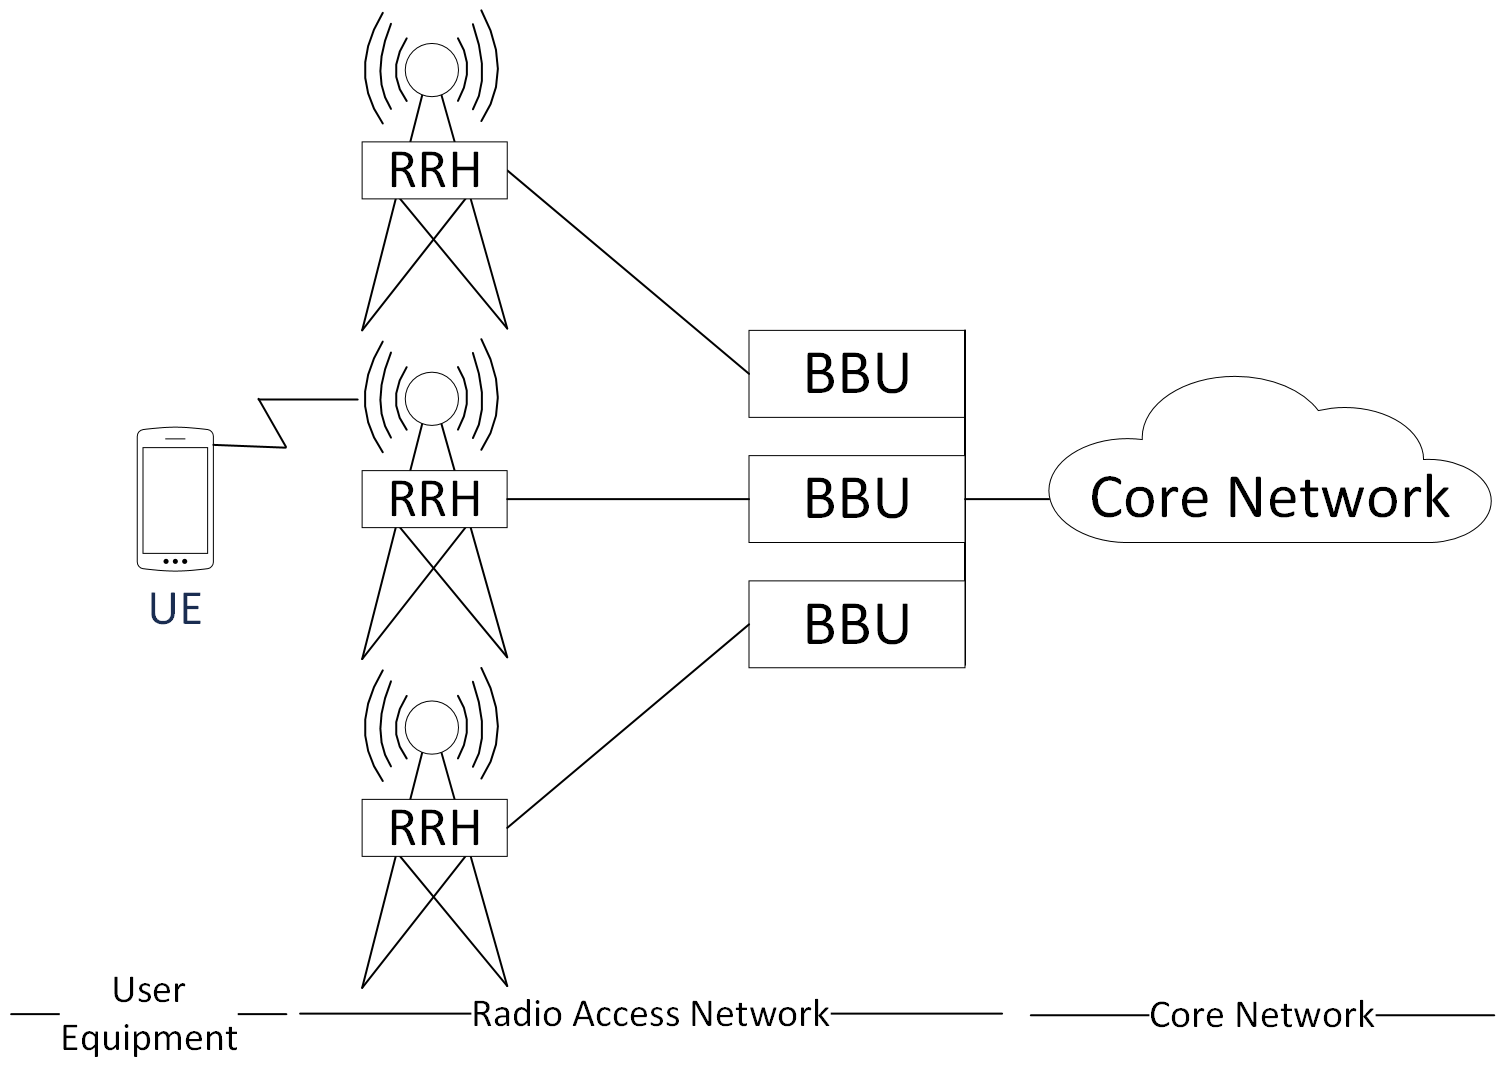 RRH
BBU
RRH
BBU
Core Network
UE
BBU
RRH
User
Equipment
Radio Access Network
Core Network